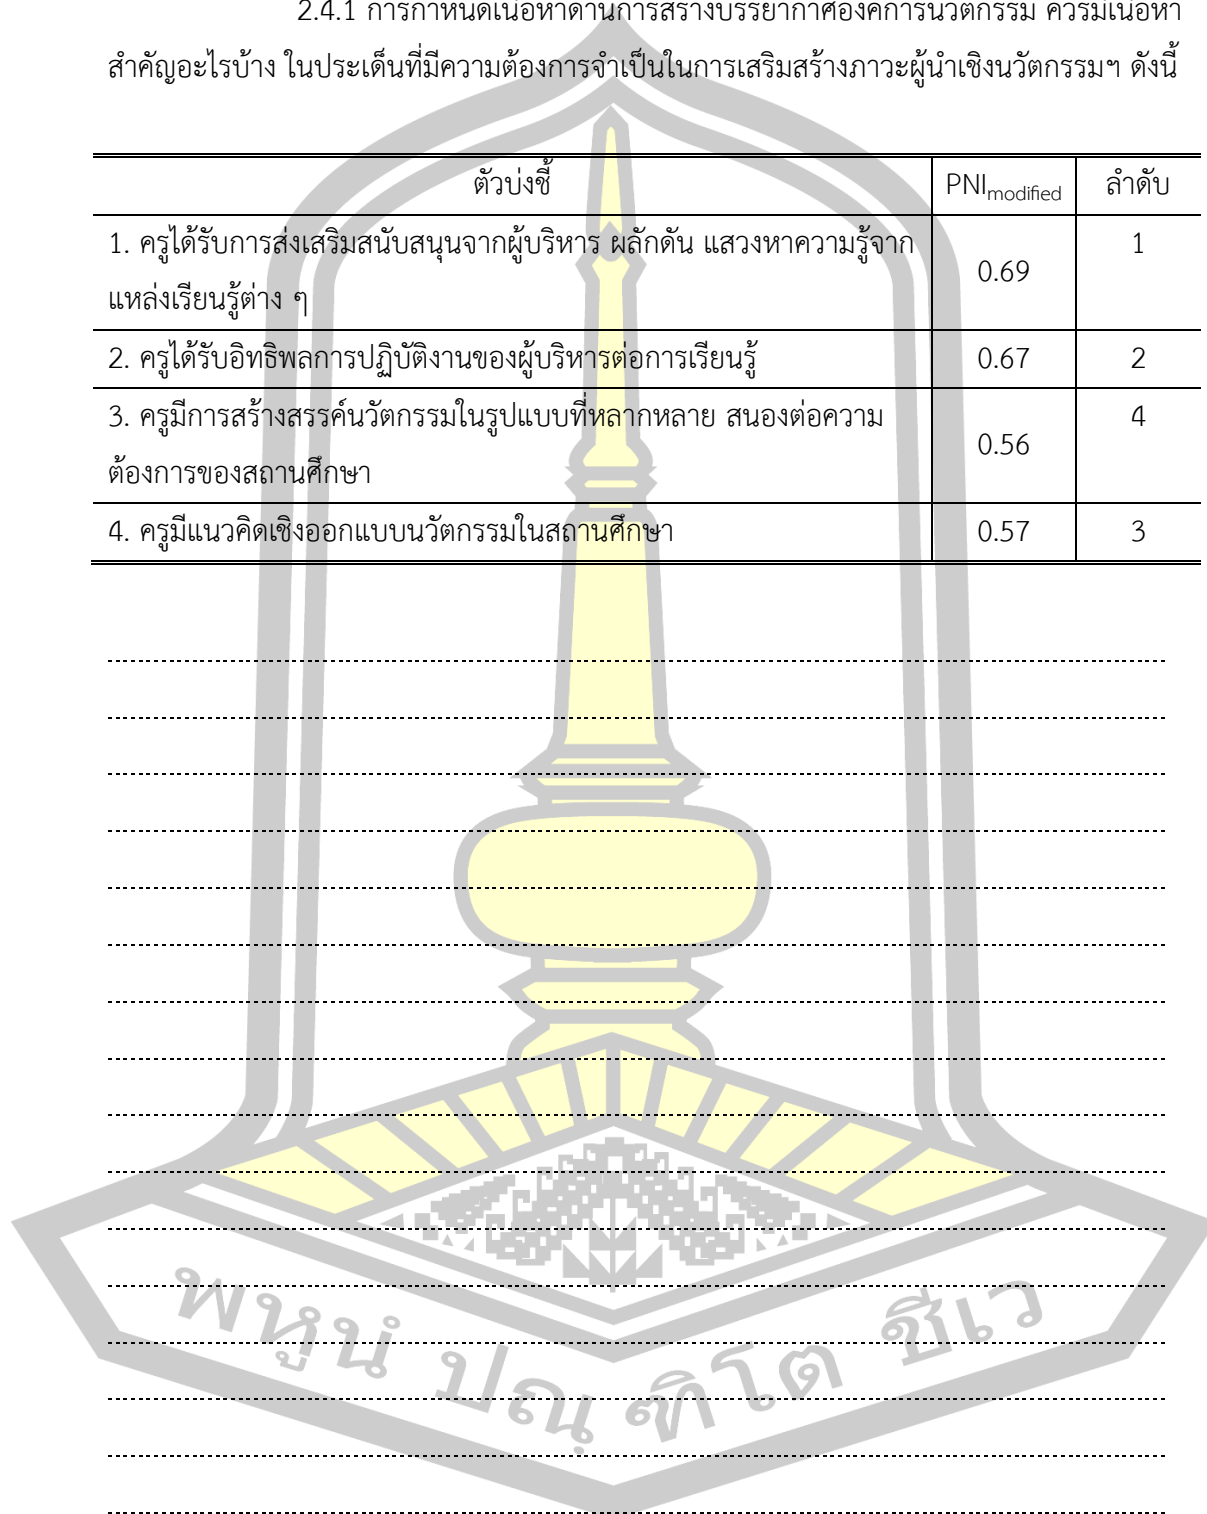 2.4.1 การกำหนดเนื้อหาด้านการสร้างบรรยากาศองค์การนวัตกรรม ควรมีเนื้อหา
สำคัญอะไรบ้าง ในประเด็นที่มีความต้องการจำเป็นในการเสริมสร้างภาวะผู้นำเชิงนวัตกรรมฯ ดังนี้
ตัวบ่งชี้ PNImodified ลำดับ
1. ครูได้รับการส่งเสริมสนับสนุนจากผู้บริหาร ผลักดัน แสวงหาความรู้จาก
แหล่งเรียนรู้ต่าง ๆ 0.69 1
2. ครูได้รับอิทธิพลการปฏิบัติงานของผู้บริหารต่อการเรียนรู้ 0.67 2
3. ครูมีการสร้างสรรค์นวัตกรรมในรูปแบบที่หลากหลาย สนองต่อความ
ต้องการของสถานศึกษา 0.56 4
4. ครูมีแนวคิดเชิงออกแบบนวัตกรรมในสถานศึกษา 0.57 3
พหูนํ ปณฺฑิโต ชีเว